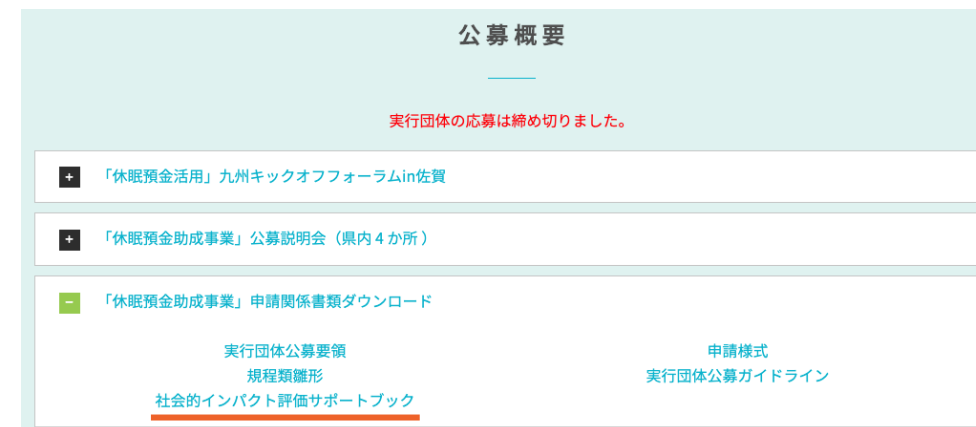 公募概要
実行団体の応募は締め切りました。
「休眠預金活用」九州キックオフフォーラムin佐賀
「休眠預金助成事業」公募説明会（県内４か所 ）
「休眠預金助成事業」申請関係書類ダウンロード
実行団体公募要領
規程類雛形
社会的インパクト評価サポートブック
申請様式
実行団体公募ガイドライン